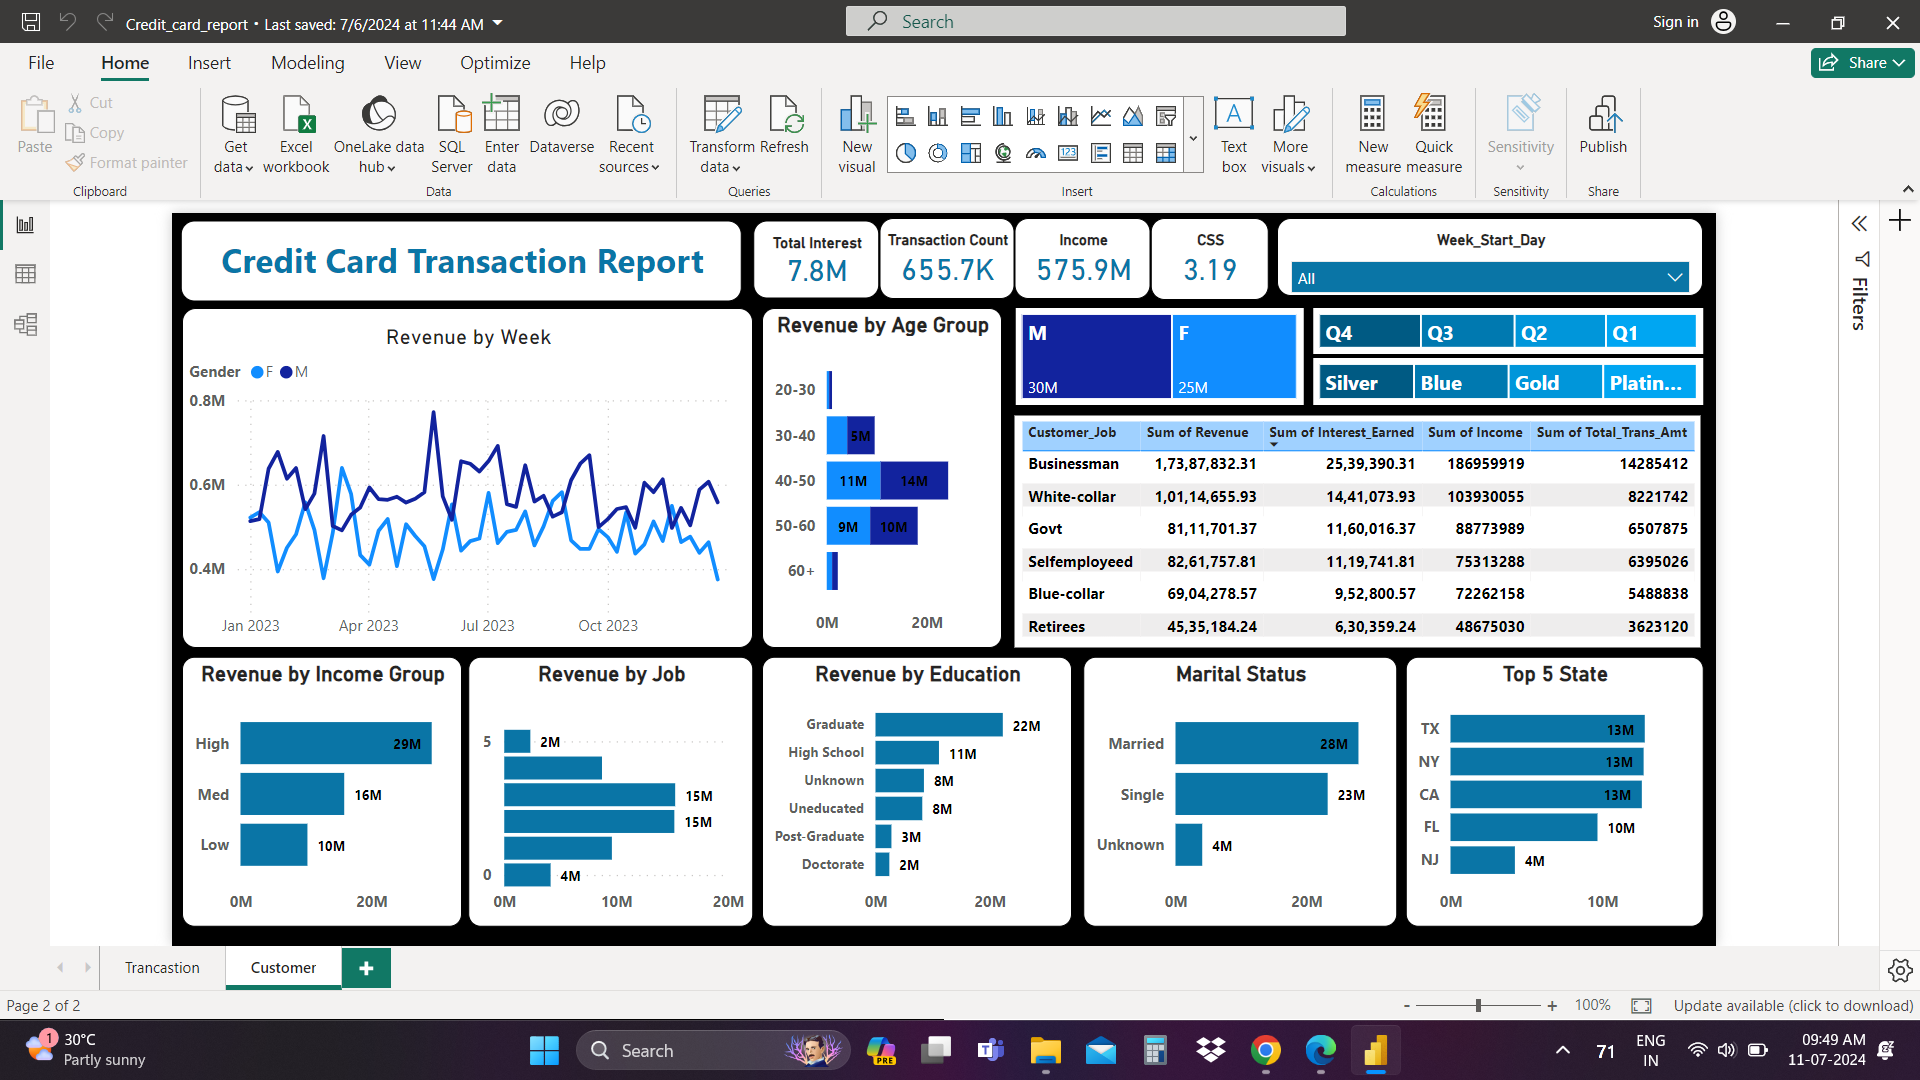 Credit_card_report • Last saved: 7/6/2024 at 11:44 AM
Search
Sign in
File Home Insert Modeling View Optimize Help
Share
Paste
Cut
Copy
Format painter
Clipboard
Get data
Excel workbook
OneLake data hub
SQL Server
Enter data
Dataverse
Recent sources
Data
Transform data
Refresh
Queries
New visual
123
A
Text box
More visuals
Insert
New measure
Quick measure
Calculations
Sensitivity
Sensitivity
Publish
Share
Credit Card Transaction Report
Total Interest
7.8M
Transaction Count
655.7K
Income
575.9M
CSS
3.19
Week_Start_Day
All
Filters
Revenue by Week
Gender F M
0.8M
0.6M
0.4M
Jan 2023 Apr 2023 Jul 2023 Oct 2023
Revenue by Age Group
20-30
30-40 5M
40-50 11M 14M
50-60 9M 10M
60+
0M 20M
M
30M
F
25M
Q4 Q3 Q2 Q1
Silver Blue Gold Platin...
Customer_Job Sum of Revenue Sum of Interest_Earned Sum of Income Sum of Total_Trans_Amt
Businessman 1,73,87,832.31 25,39,390.31 186959919 14285412
White-collar 1,01,14,655.93 14,41,073.93 103930055 8221742
Govt 81,11,701.37 11,60,016.37 88773989 6507875
Selfemployeed 82,61,757.81 11,19,741.81 75313288 6395026
Blue-collar 69,04,278.57 9,52,800.57 72262158 5488838
Retirees 45,35,184.24 6,30,359.24 48675030 3623120
Revenue by Income Group
High 29M
Med 16M
Low 10M
0M 20M
Revenue by Job
5 2M
15M
15M
0 4M
0M 10M 20M
Revenue by Education
Graduate 22M
High School 11M
Unknown 8M
Uneducated 8M
Post-Graduate 3M
Doctorate 2M
0M 20M
Marital Status
Married 28M
Single 23M
Unknown 4M
0M 20M
Top 5 State
TX 13M
NY 13M
CA 13M
FL 10M
NJ 4M
0M 10M
Trancastion Customer
Page 2 of 2
- + 100%
Update available (click to download)
1
30°C
Partly sunny
Search
PRE
71
ENG
IN
09:49 AM
11-07-2024